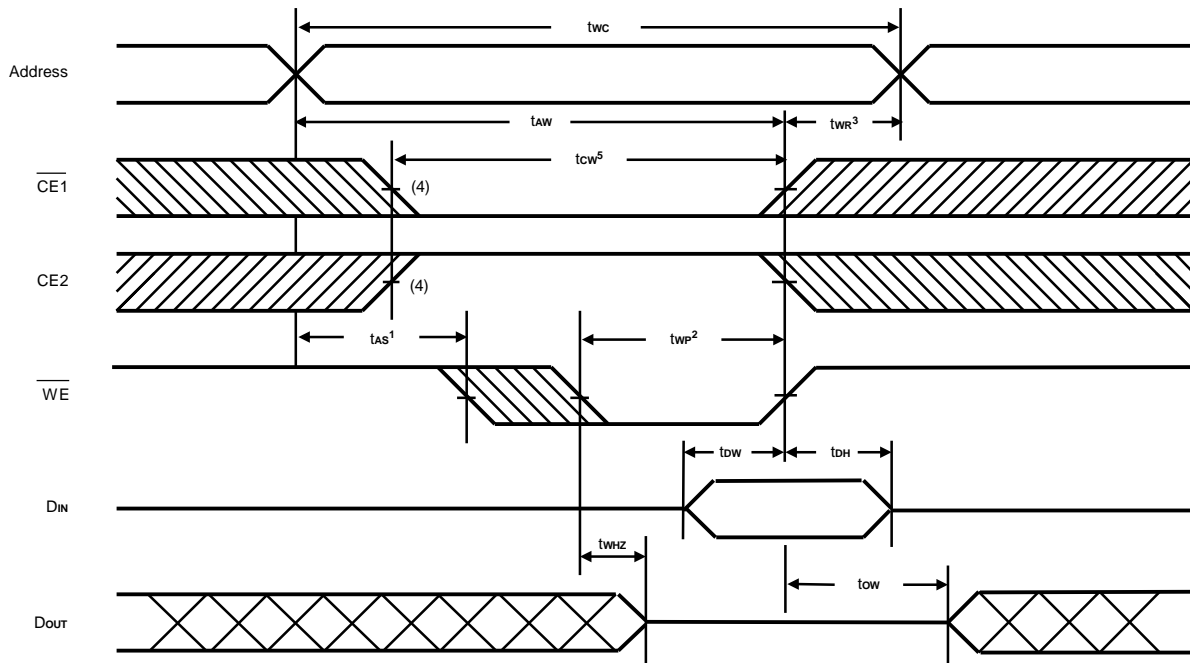 tWC
Address
tAW
tWR³
tCW⁵
CE1
(4)
CE2
(4)
tAS¹
tWP²
WE
tDW
tDH
DIN
tWHZ
tOW
DOUT